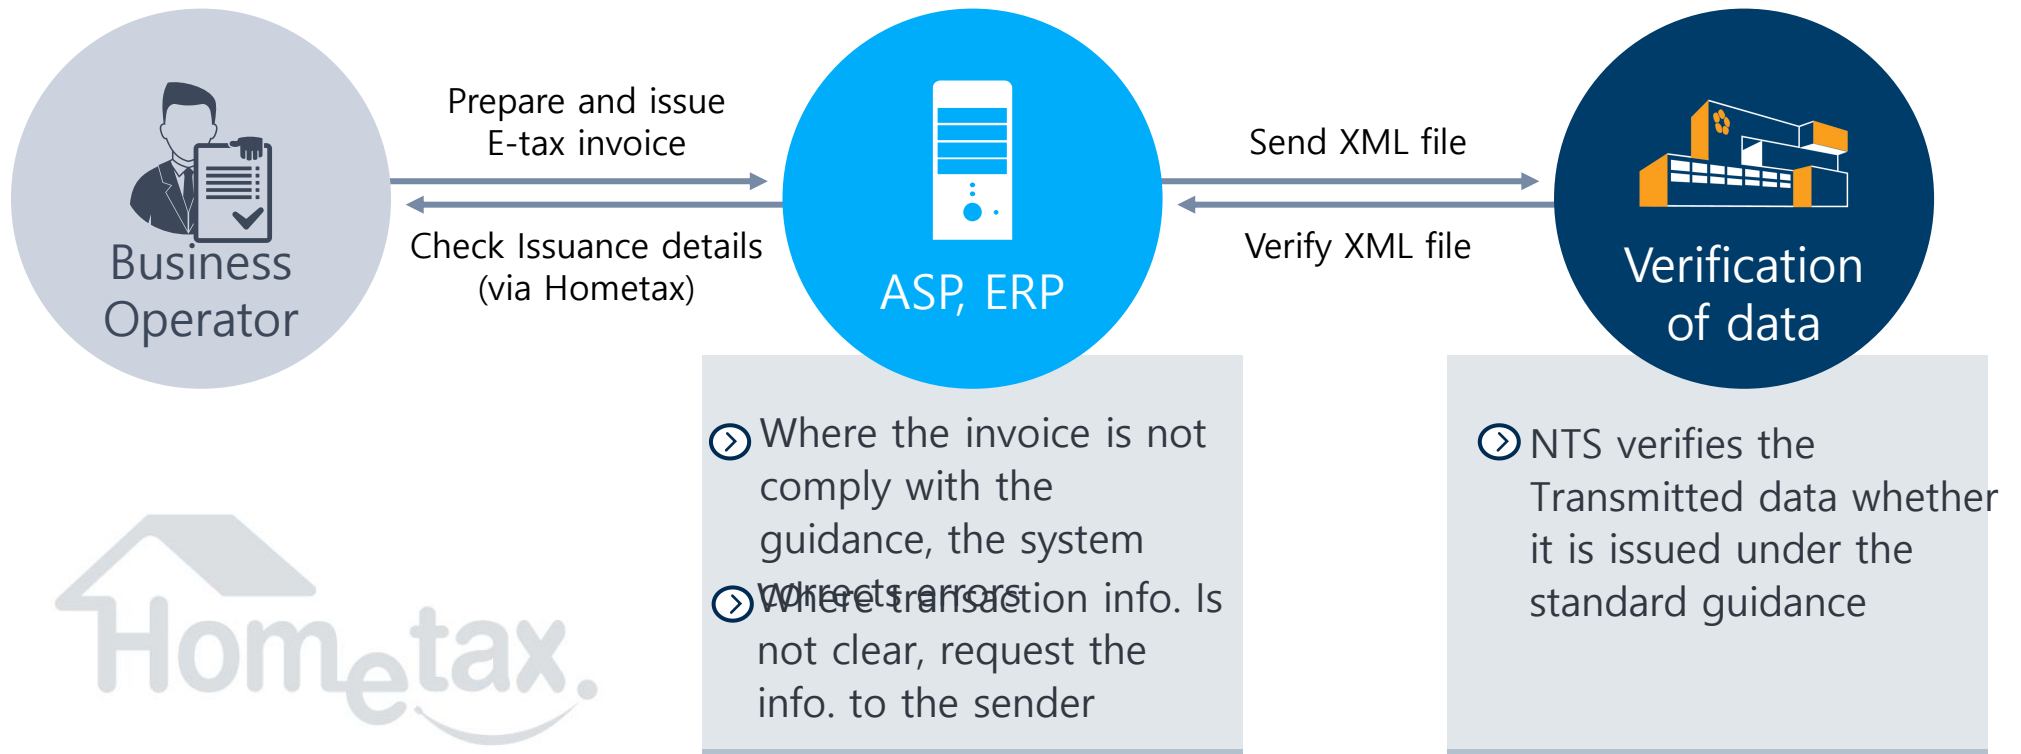 Prepare and issue
E-tax invoice
Check Issuance details
(via Hometax)
Business
Operator
Send XML file
Verify XML file
ASP, ERP
Verification
of data
Where the invoice is not
comply with the
guidance, the system
corrects errors
Where transaction info. Is
not clear, request the
info. to the sender
NTS verifies the
Transmitted data whether
it is issued under the
standard guidance
Hometax.